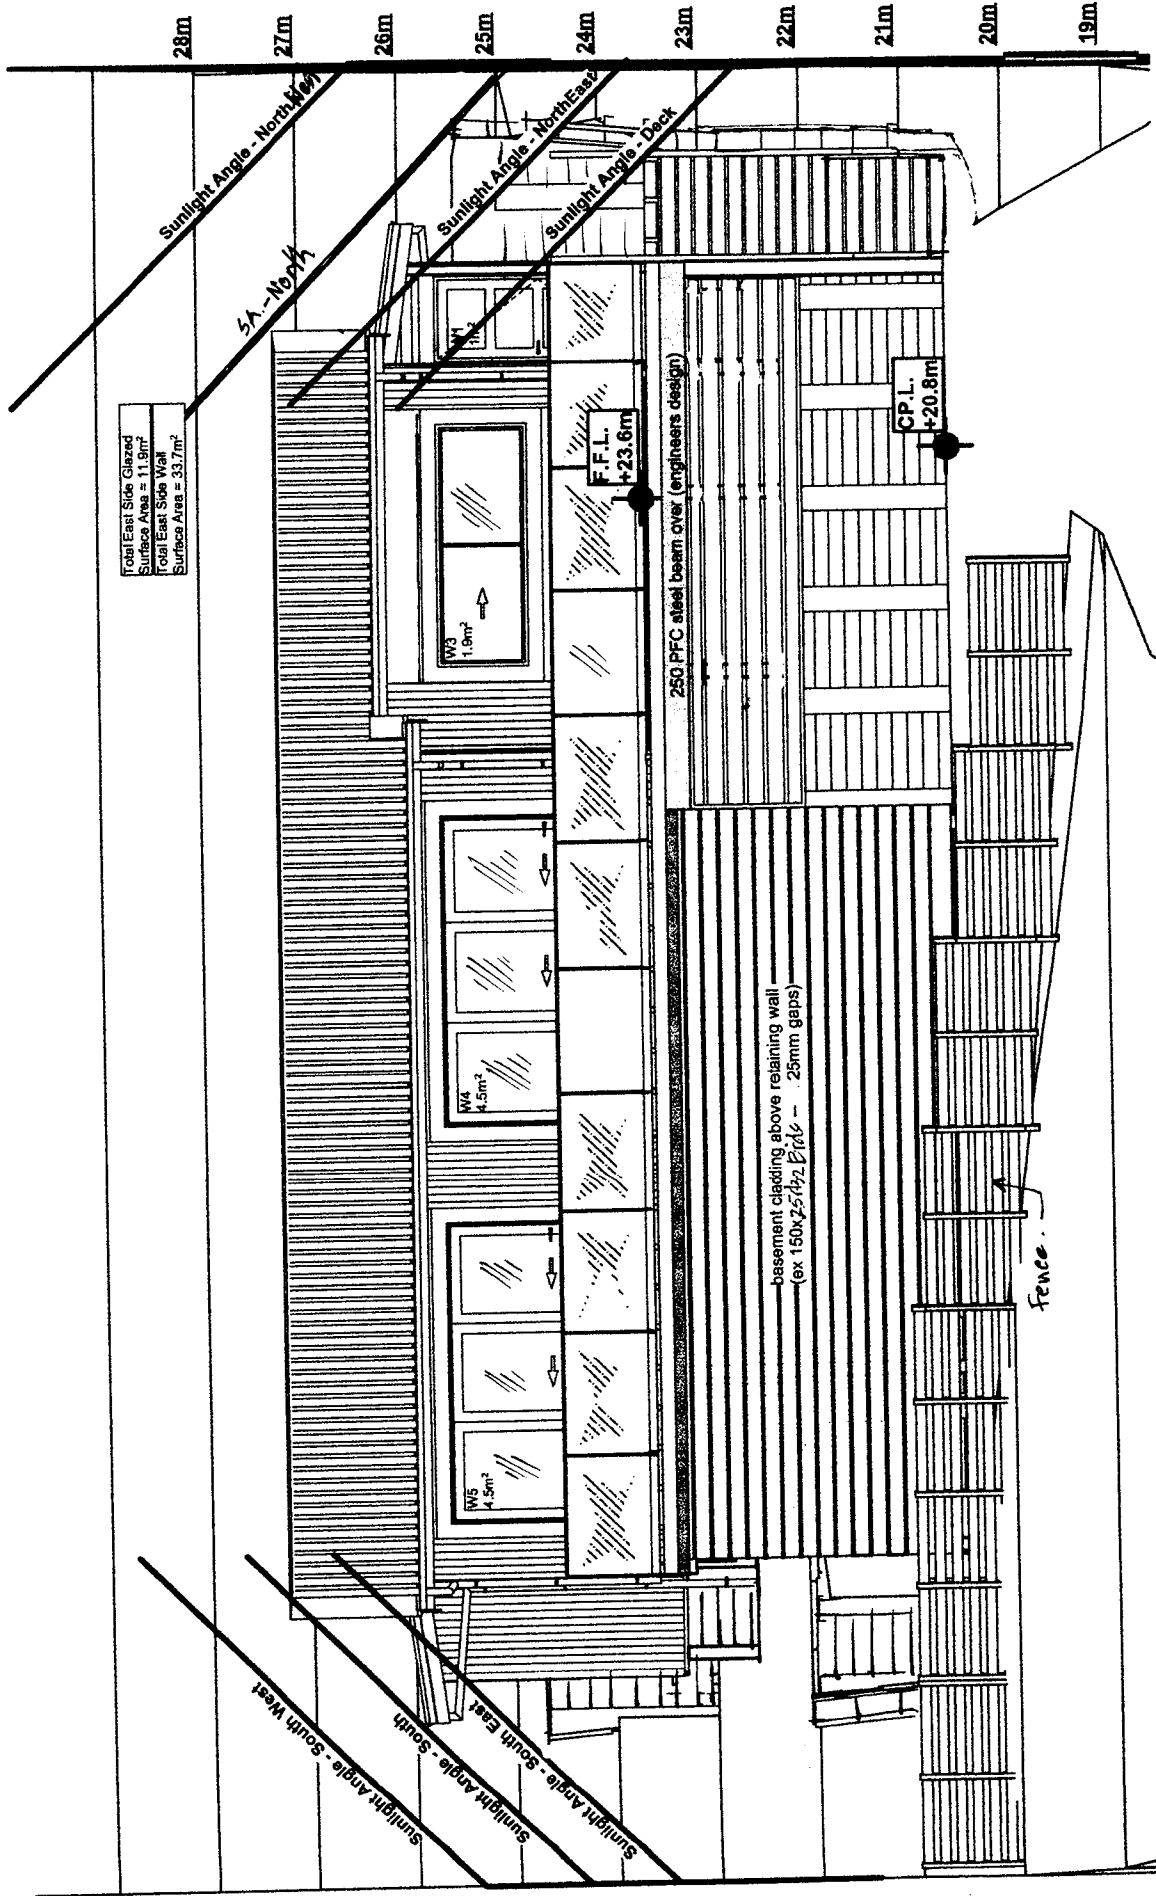 28m
27m
26m
25m
24m
23m
22m
21m
20m
19m
Sunlight Angle - North West
S.A. - North
Sunlight Angle - NorthEast
Sunlight Angle - Deck
Total East Side Glazed
Surface Area = 11.9m²
Total East Side Wall
Surface Area = 33.7m²
W3
1.9m²
W4
4.5m²
W5
4.5m²
F.F.L.
+23.6m
CP.L.
+20.8m
250 PFC steel beam over (engineers design)
basement cladding above retaining wall
(ex 150x25 - 25mm gaps)
Fence.
Sunlight Angle - South West
Sunlight Angle - South
Sunlight Angle - South East